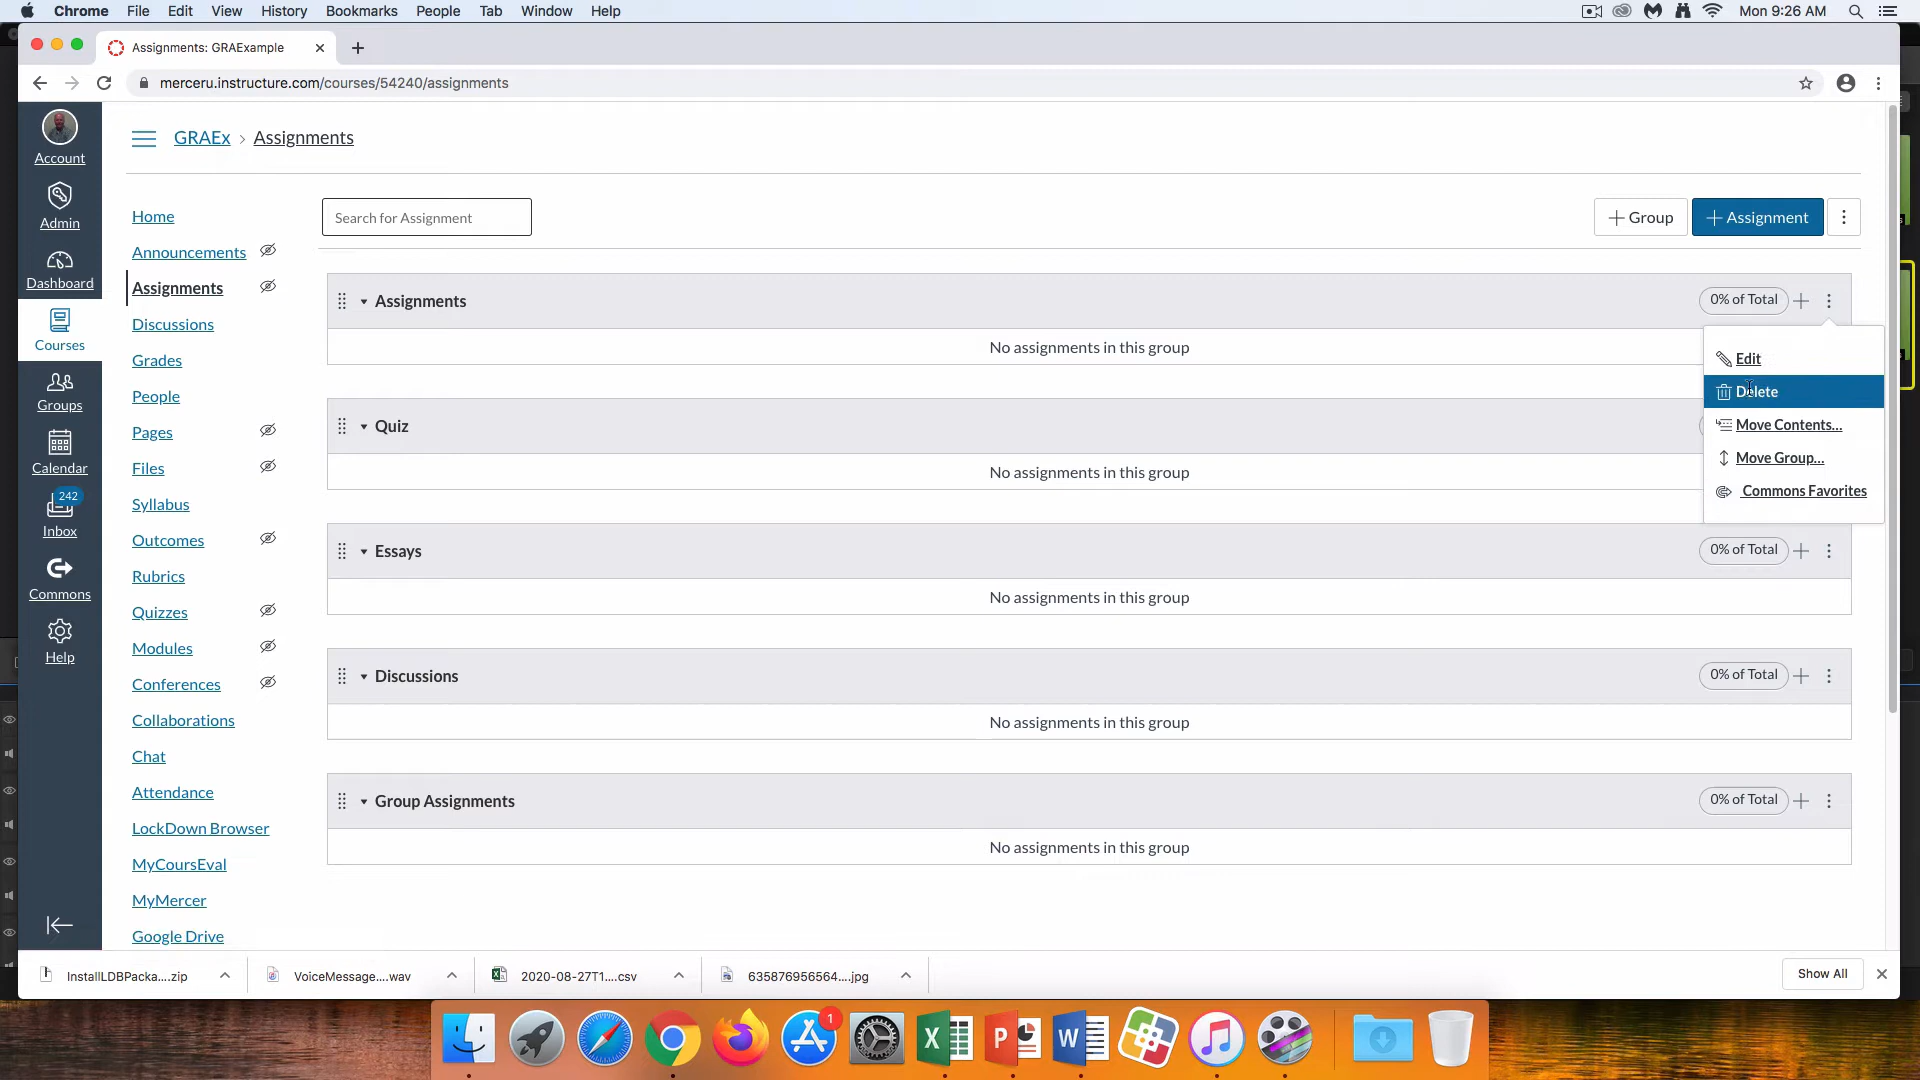 Chrome File Edit View History Bookmarks People Tab Window Help
Mon 9:26 AM
Assignments: GRAExample
merceru.instructure.com/courses/54240/assignments
Account
Admin
Dashboard
Courses
Groups
Calendar
242
Inbox
Commons
Help
GRAEx › Assignments
Home
Announcements
Assignments
Discussions
Grades
People
Pages
Files
Syllabus
Outcomes
Rubrics
Quizzes
Modules
Conferences
Collaborations
Chat
Attendance
LockDown Browser
MyCoursEval
MyMercer
Google Drive
Search for Assignment
+ Group
+ Assignment
Assignments
0% of Total
No assignments in this group
Edit
Delete
Move Contents...
Move Group...
Commons Favorites
Quiz
No assignments in this group
Essays
0% of Total
No assignments in this group
Discussions
0% of Total
No assignments in this group
Group Assignments
0% of Total
No assignments in this group
InstallLDBPacka....zip
VoiceMessage....wav
2020-08-27T1....csv
635876956564....jpg
Show All
1